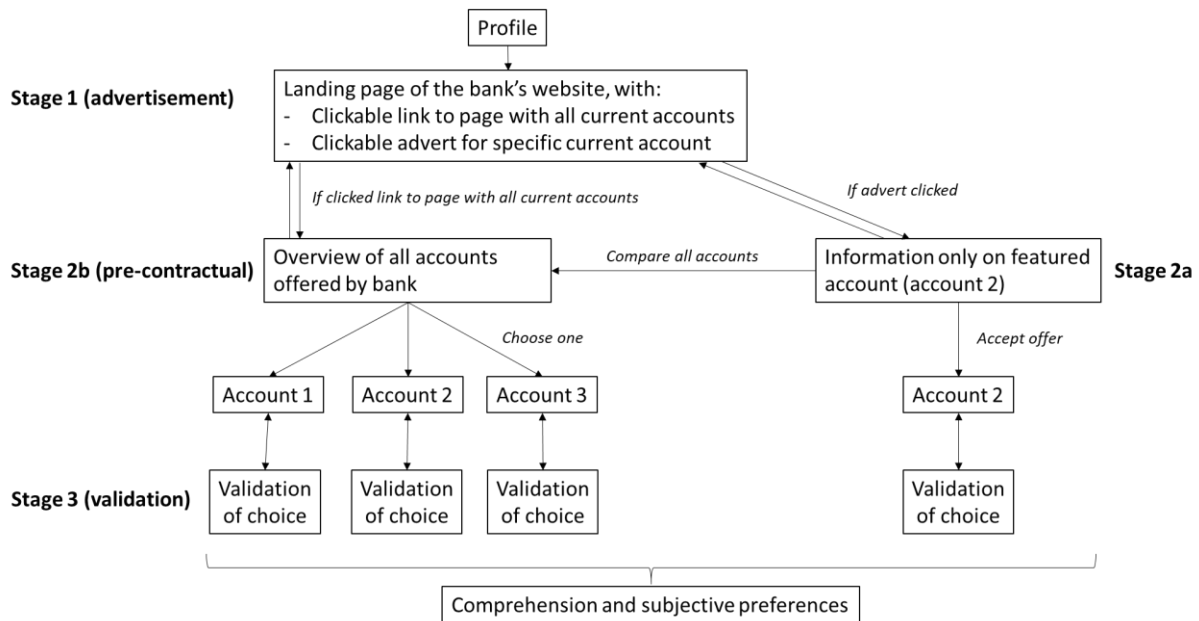 Profile
Stage 1 (advertisement)
Landing page of the bank's website, with:
- Clickable link to page with all current accounts
- Clickable advert for specific current account
If clicked link to page with all current accounts
If advert clicked
Stage 2b (pre-contractual)
Overview of all accounts
offered by bank
Compare all accounts
Information only on featured
account (account 2)
Stage 2a
Choose one
Accept offer
Account 1
Account 2
Account 3
Account 2
Stage 3 (validation)
Validation
of choice
Validation
of choice
Validation
of choice
Validation
of choice
Comprehension and subjective preferences